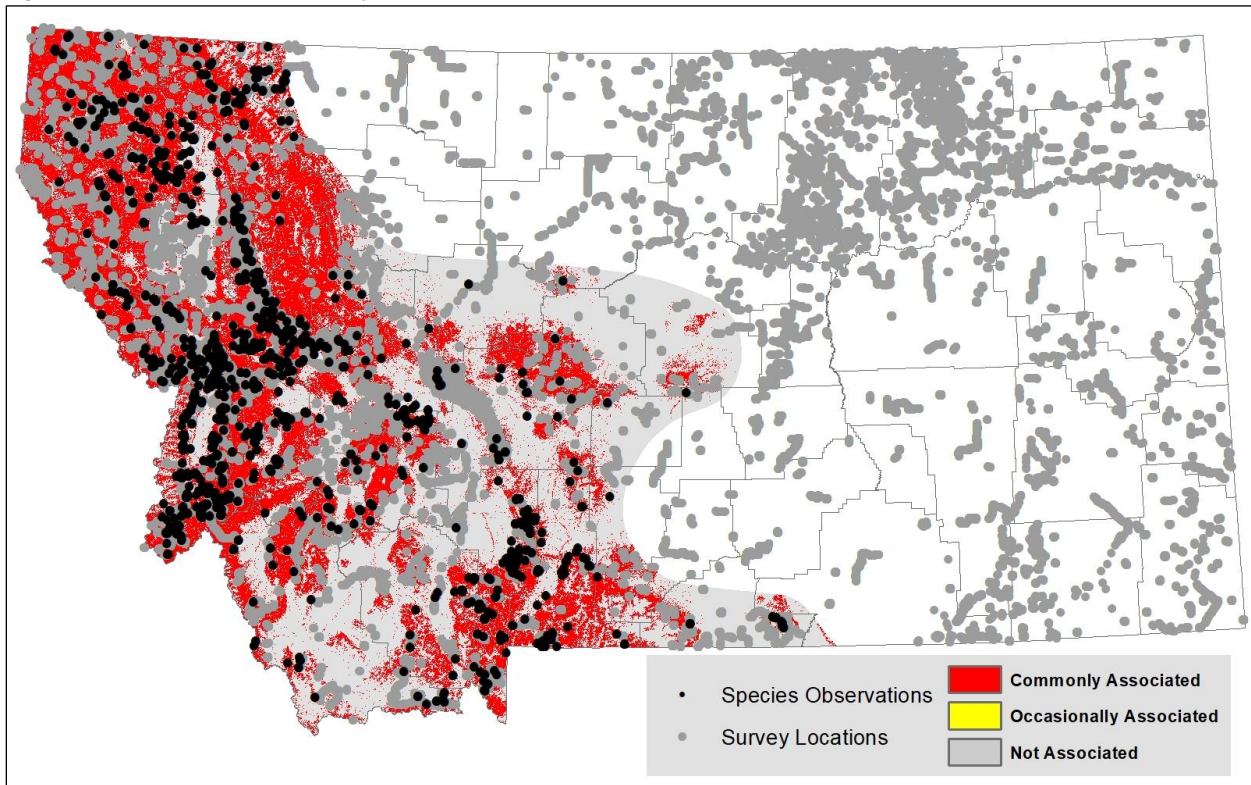 Species Observations
Survey Locations
Commonly Associated
Occasionally Associated
Not Associated